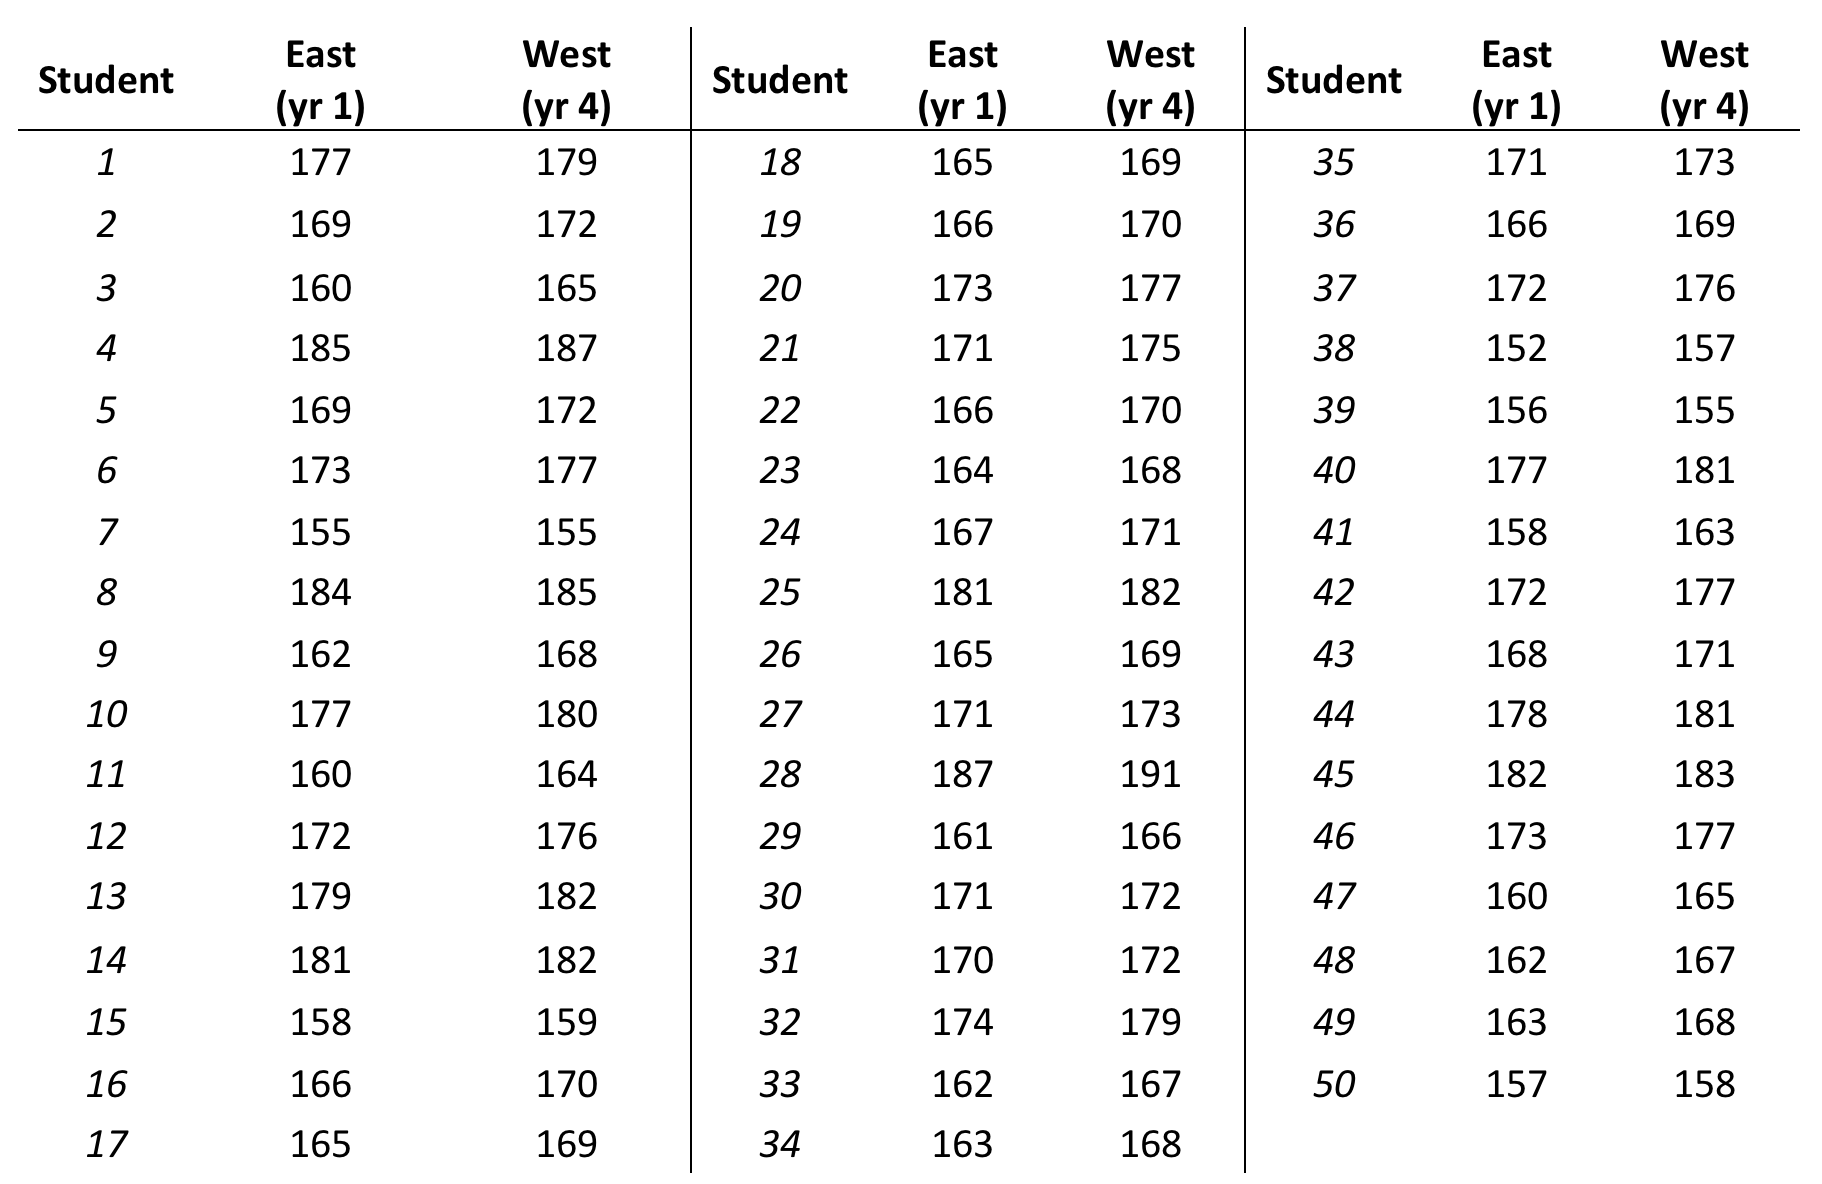 Student East (yr 1) West (yr 4) Student East (yr 1) West (yr 4) Student East (yr 1) West (yr 4)
1 177 179 18 165 169 35 171 173
2 169 172 19 166 170 36 166 169
3 160 165 20 173 177 37 172 176
4 185 187 21 171 175 38 152 157
5 169 172 22 166 170 39 156 155
6 173 177 23 164 168 40 177 181
7 155 155 24 167 171 41 158 163
8 184 185 25 181 182 42 172 177
9 162 168 26 165 169 43 168 171
10 177 180 27 171 173 44 178 181
11 160 164 28 187 191 45 182 183
12 172 176 29 161 166 46 173 177
13 179 182 30 171 172 47 160 165
14 181 182 31 170 172 48 162 167
15 158 159 32 174 179 49 163 168
16 166 170 33 162 167 50 157 158
17 165 169 34 163 168